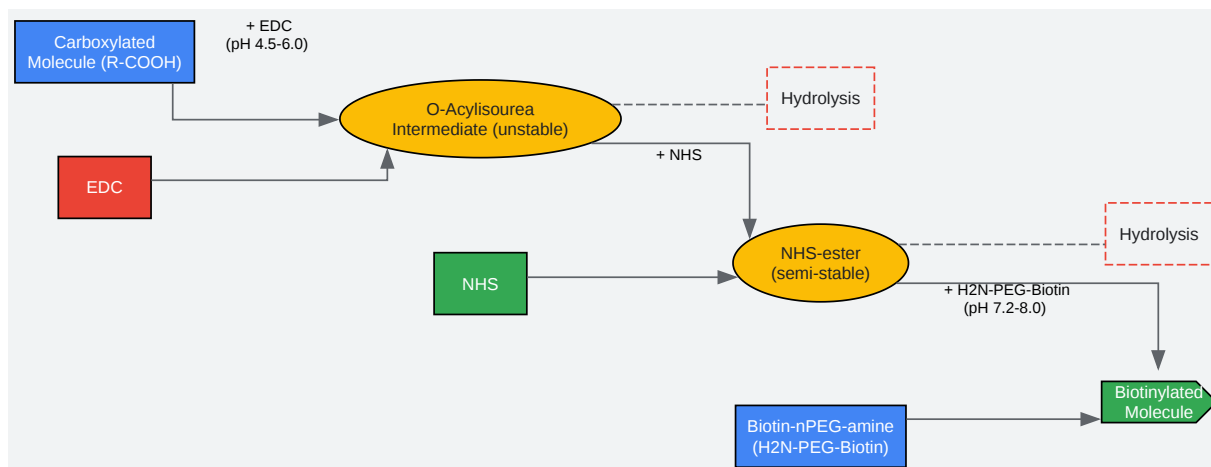 Carboxylated
Molecule (R-COOH)
+ EDC
(pH 4.5-6.0)
O-Acylisourea
Intermediate (unstable)
Hydrolysis
+ NHS
EDC
NHS-ester
(semi-stable)
Hydrolysis
NHS
+ H2N-PEG-Biotin
(pH 7.2-8.0)
Biotinylated
Molecule
Biotin-nPEG-amine
(H2N-PEG-Biotin)